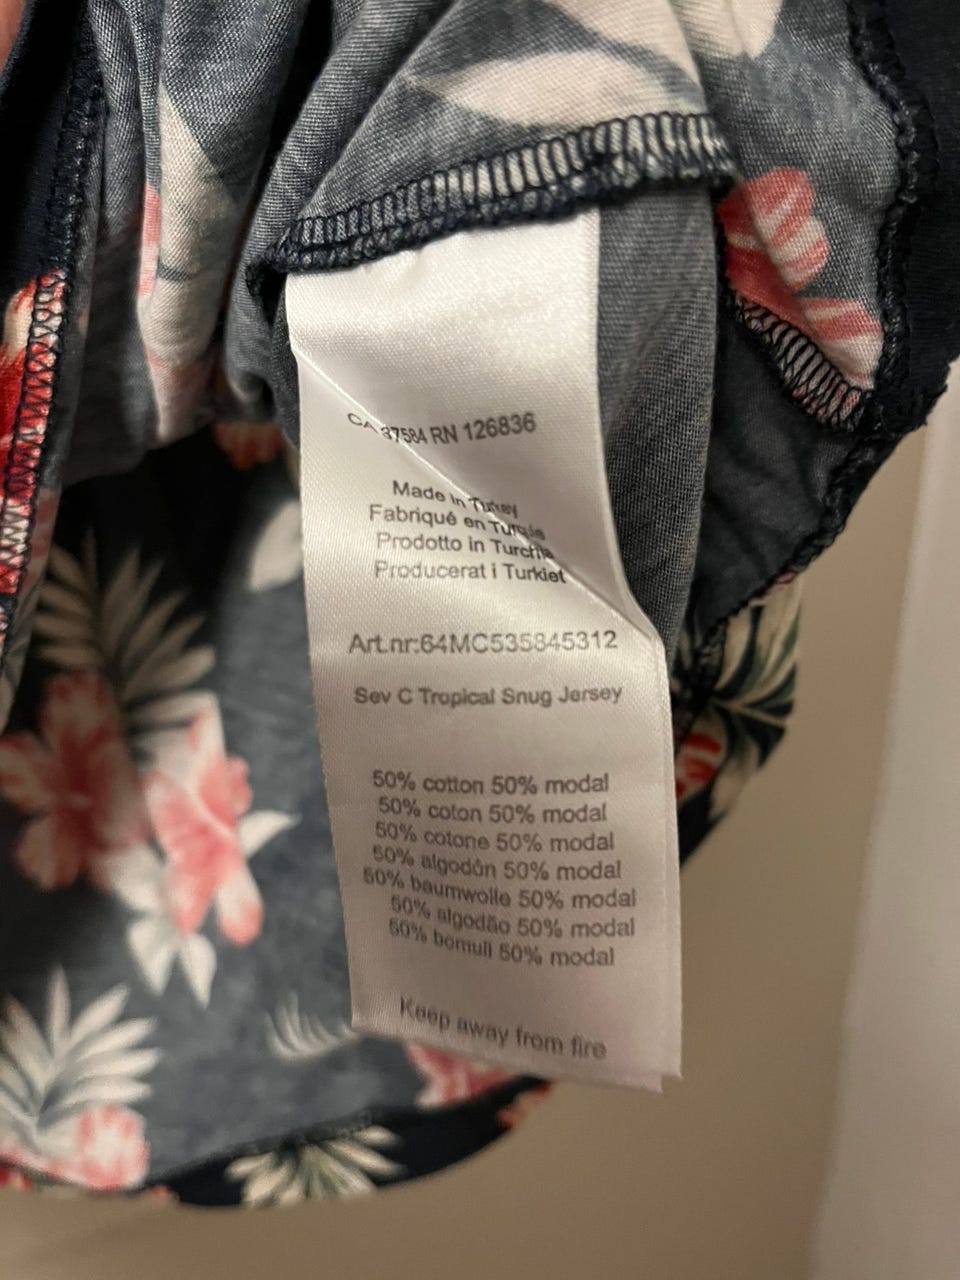 CA 37584 RN 126836
Made in Turkey
Fabriqué en Turquie
Prodotto in Turchia
Producerat i Turkiet
Art.nr:64MC535845312
Sev C Tropical Snug Jersey
50% cotton 50% modal
50% coton 50% modal
50% cotone 50% modal
50% algodón 50% modal
50% baumwolle 50% modal
50% algodão 50% modal
50% bomull 50% modal
Keep away from fire